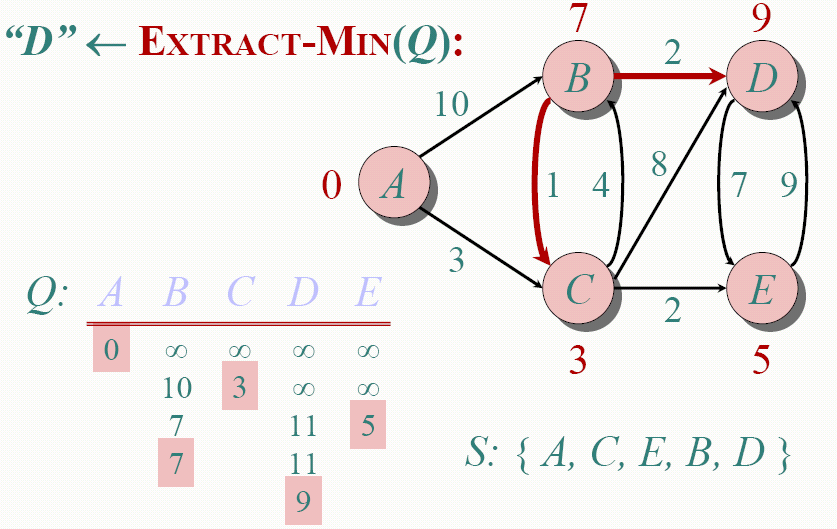 “D” ← EXTRACT-MIN(Q):
7 9
B 2 D
10
0 A 1 4 8 7 9
3
C 2 E
3 5
Q: A B C D E
0 ∞ ∞ ∞ ∞
10 3 ∞ ∞
7 11 5
7 11
9
S: { A, C, E, B, D }